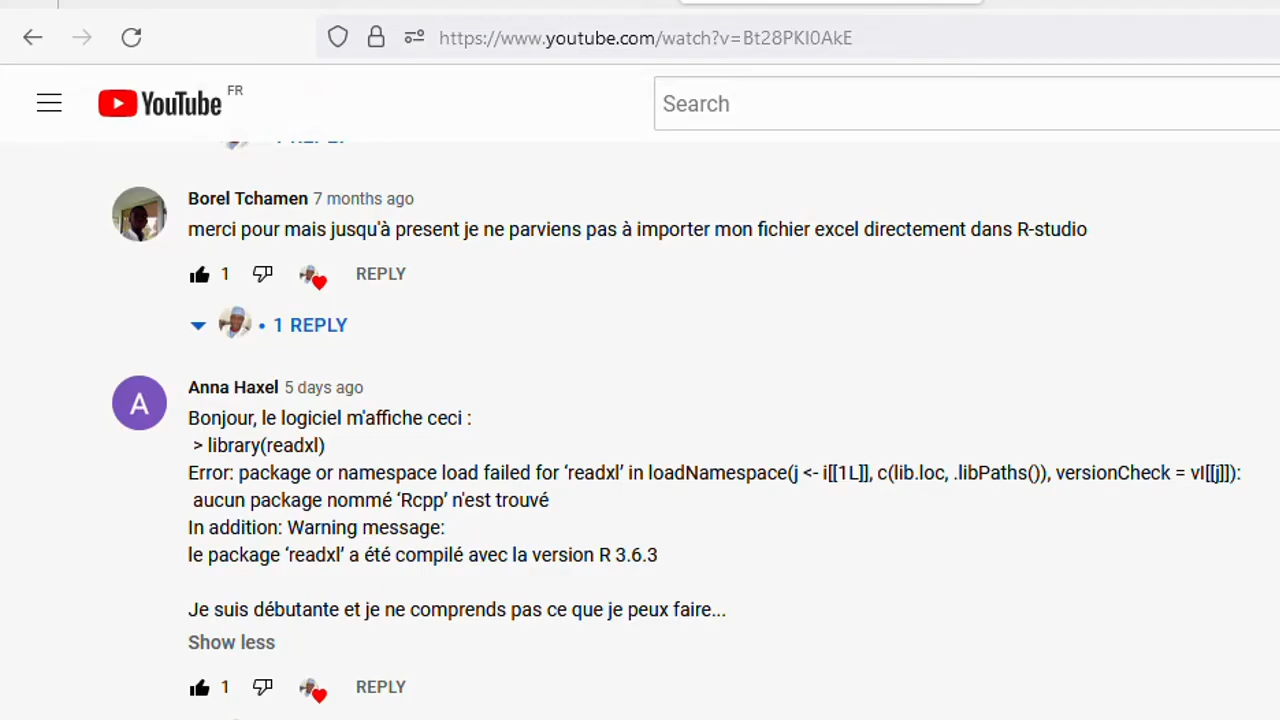 https://www.youtube.com/watch?v=Bt28PKI0AkE
YouTube FR
Search
1 REPLY
Borel Tchamen 7 months ago
merci pour mais jusqu'à present je ne parviens pas à importer mon fichier excel directement dans R-studio
1 REPLY
• 1 REPLY
A
Anna Haxel 5 days ago
Bonjour, le logiciel m'affiche ceci :
> library(readxl)
Error: package or namespace load failed for ‘readxl’ in loadNamespace(j <- i[[1L]], c(lib.loc, .libPaths()), versionCheck = vI[[j]]):
aucun package nommé ‘Rcpp’ n'est trouvé
In addition: Warning message:
le package ‘readxl’ a été compilé avec la version R 3.6.3
Je suis débutante et je ne comprends pas ce que je peux faire...
Show less
1 REPLY